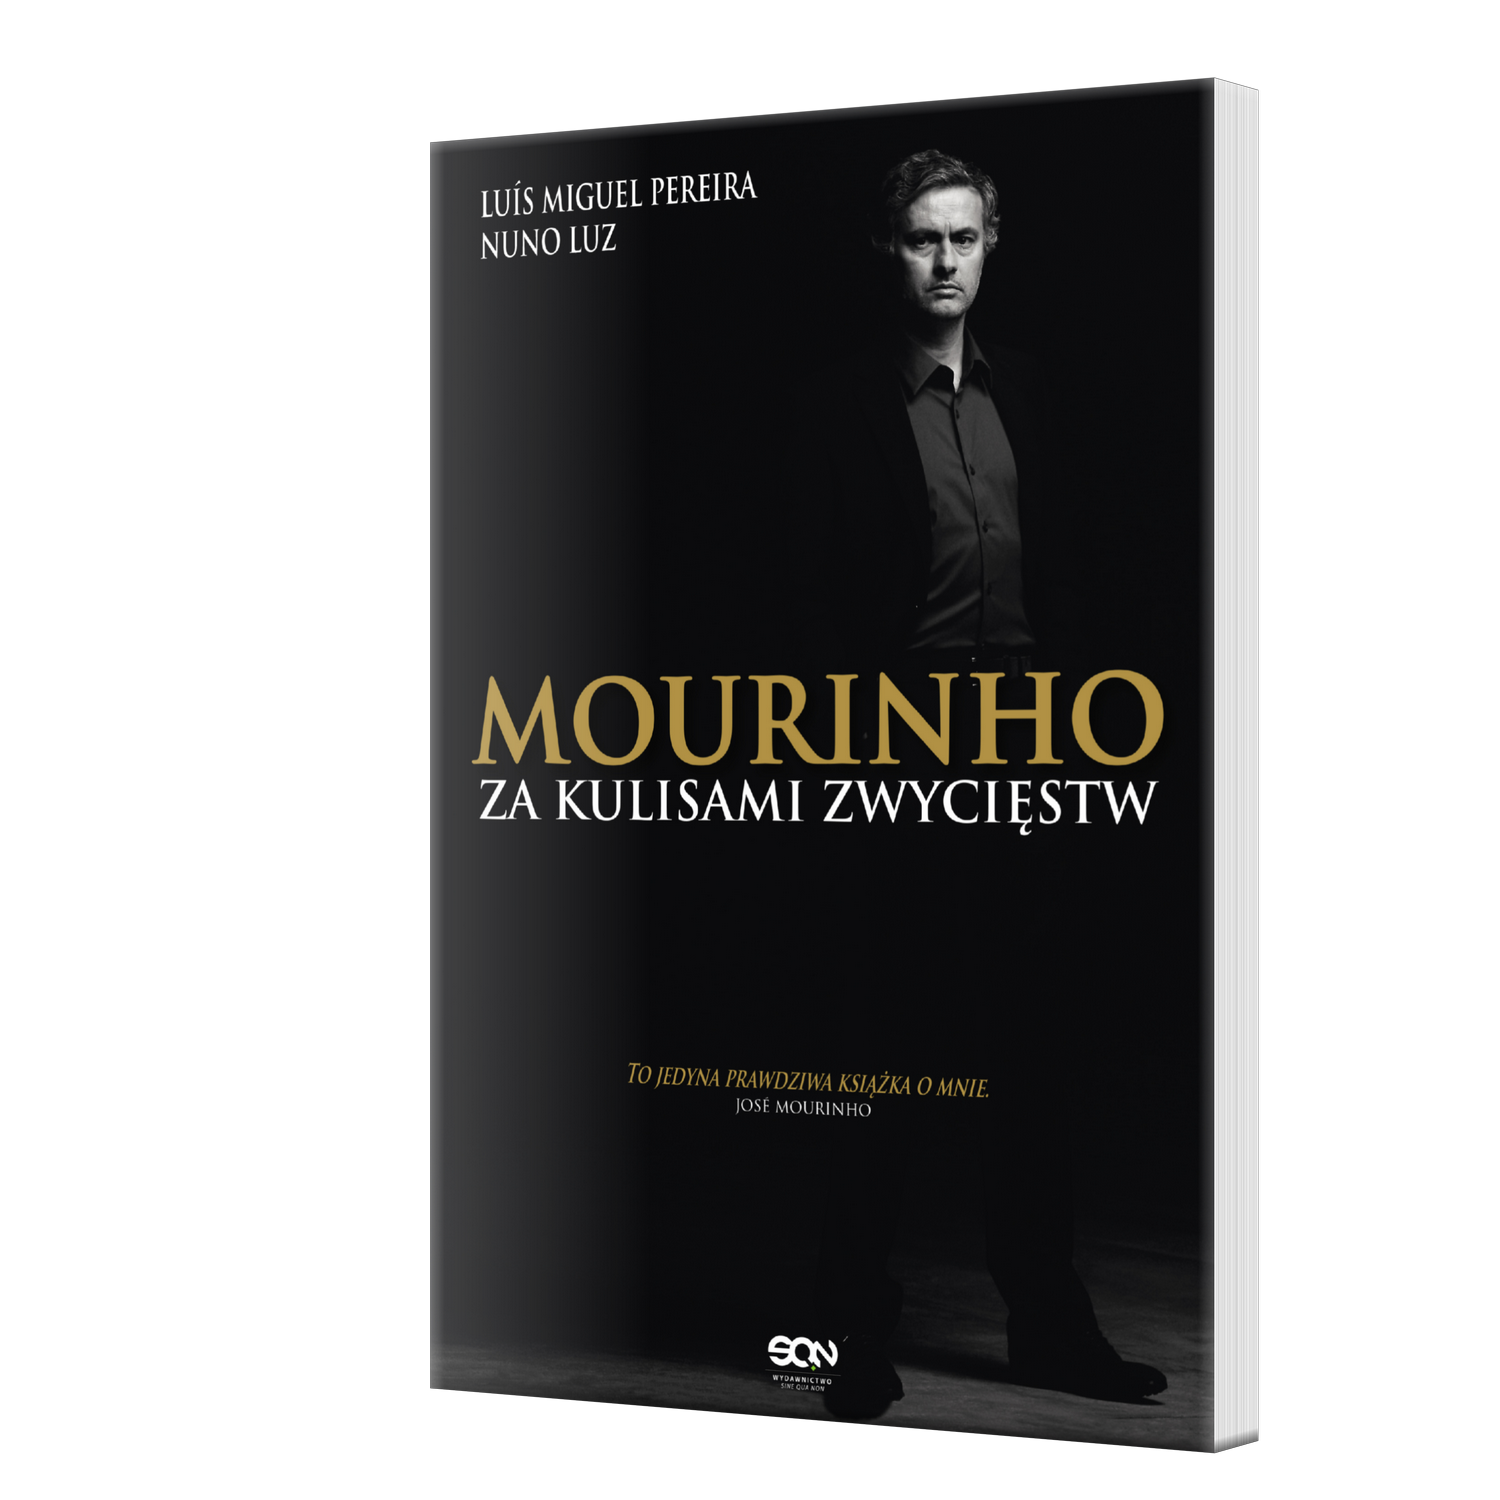 LUÍS MIGUEL PEREIRA
NUNO LUZ
MOURINHO
ZA KULISAMI ZWYCIĘSTW
TO JEDYNA PRAWDZIWA KSIĄŻKA O MNIE.
JOSÉ MOURINHO
SQN
WYDAWNICTWO
SINE QUA NON